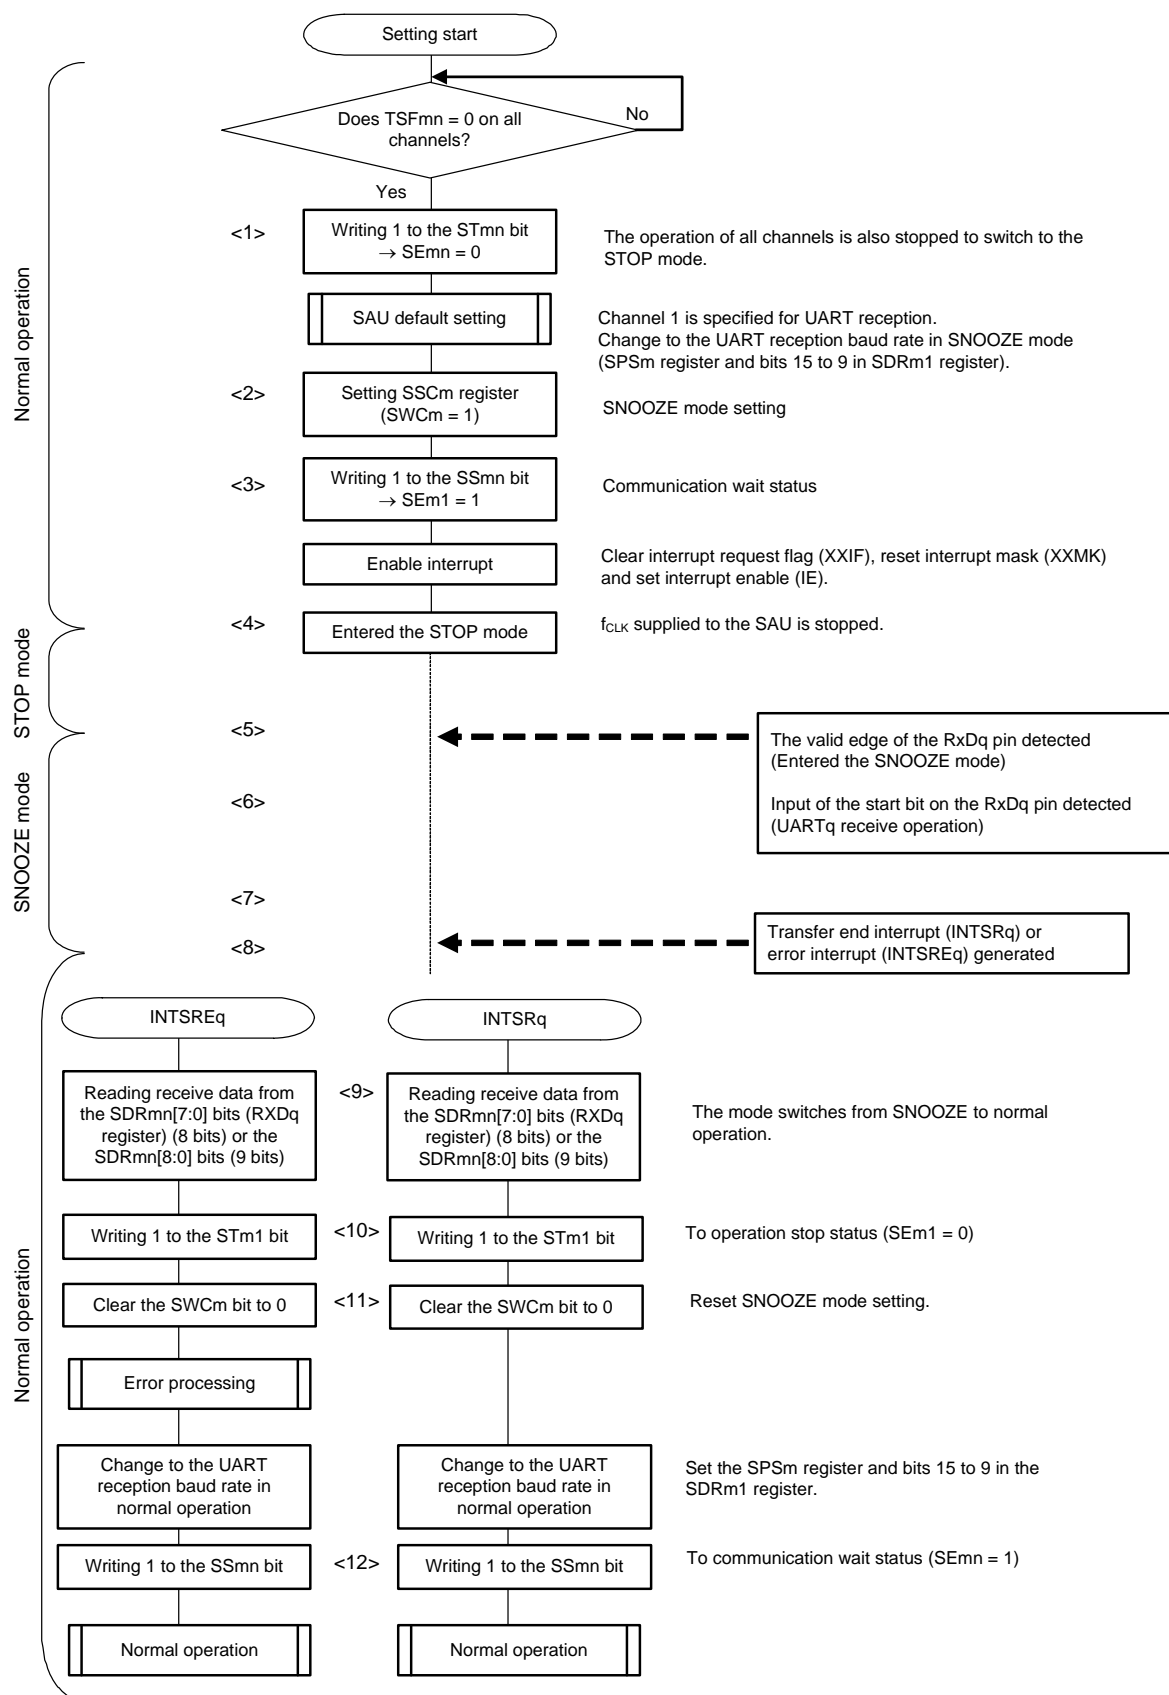 Setting start
Does TSFmn = 0 on all
channels?
No
Yes
<1>
Writing 1 to the STmn bit
→ SEmn = 0
The operation of all channels is also stopped to switch to the
STOP mode.
SAU default setting
Channel 1 is specified for UART reception.
Change to the UART reception baud rate in SNOOZE mode
(SPSm register and bits 15 to 9 in SDRm1 register).
Normal operation
<2>
Setting SSCm register
(SWCm = 1)
SNOOZE mode setting
<3>
Writing 1 to the SSmn bit
→ SEm1 = 1
Communication wait status
Enable interrupt
Clear interrupt request flag (XXIF), reset interrupt mask (XXMK)
and set interrupt enable (IE).
<4>
Entered the STOP mode
fCLK supplied to the SAU is stopped.
STOP mode
<5>
The valid edge of the RxDq pin detected
(Entered the SNOOZE mode)
Input of the start bit on the RxDq pin detected
(UARTq receive operation)
SNOOZE mode
<6>
<7>
<8>
Transfer end interrupt (INTSRq) or
error interrupt (INTSREq) generated
INTSREq
INTSRq
Reading receive data from
the SDRmn[7:0] bits (RXDq
register) (8 bits) or the
SDRmn[8:0] bits (9 bits)
<9>
Reading receive data from
the SDRmn[7:0] bits (RXDq
register) (8 bits) or the
SDRmn[8:0] bits (9 bits)
The mode switches from SNOOZE to normal
operation.
Writing 1 to the STm1 bit
<10>
Writing 1 to the STm1 bit
To operation stop status (SEm1 = 0)
Clear the SWCm bit to 0
<11>
Clear the SWCm bit to 0
Reset SNOOZE mode setting.
Normal operation
Error processing
Change to the UART
reception baud rate in
normal operation
Change to the UART
reception baud rate in
normal operation
Set the SPSm register and bits 15 to 9 in the
SDRm1 register.
Writing 1 to the SSmn bit
<12>
Writing 1 to the SSmn bit
To communication wait status (SEmn = 1)
Normal operation
Normal operation